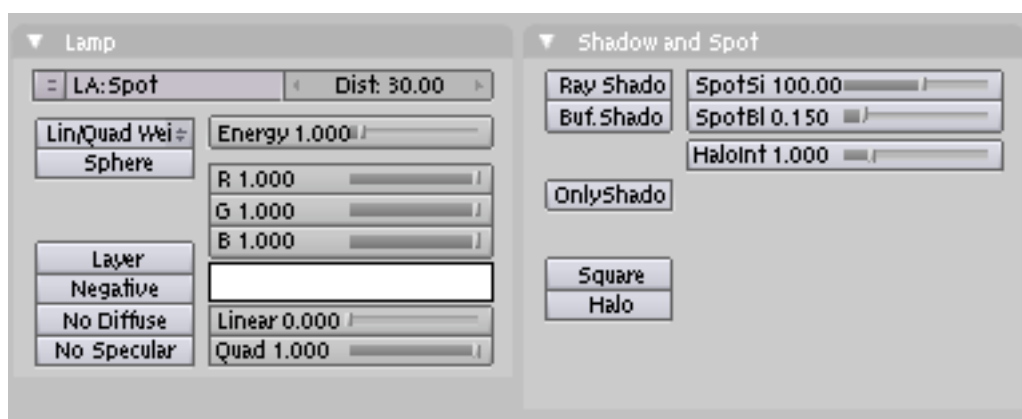 Lamp
LA:Spot
Dist: 30.00
Lin/Quad Wei
Sphere
Energy 1.000
R 1.000
G 1.000
B 1.000
Layer
Negative
No Diffuse
No Specular
Linear 0.000
Quad 1.000
Shadow and Spot
Ray Shado
Buf.Shado
SpotSi 100.00
SpotBl 0.150
HaloInt 1.000
OnlyShado
Square
Halo